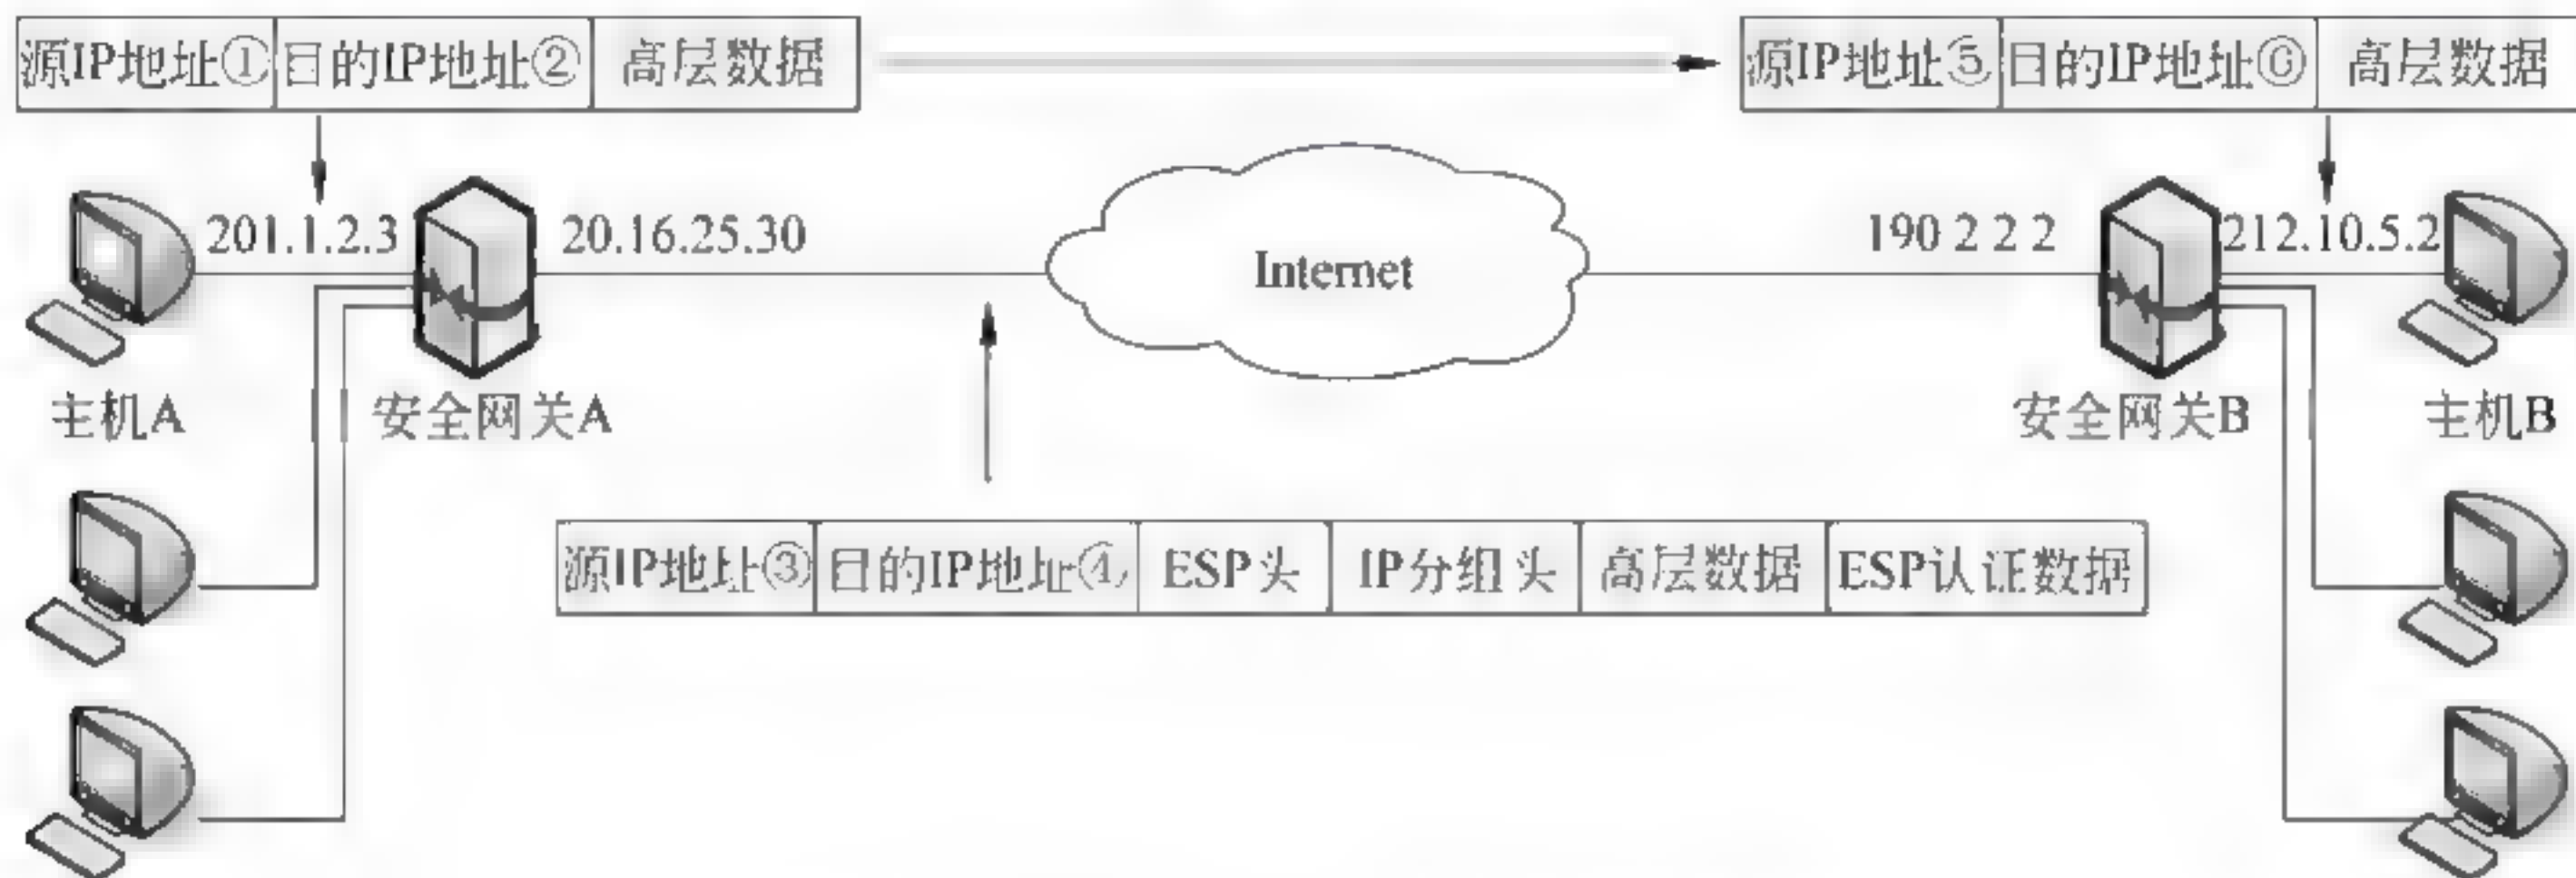 源IP地址① 目的IP地址② 高层数据
源IP地址⑤ 目的IP地址⑥ 高层数据
201.1.2.3
20.16.25.30
Internet
190 2 2 2
212.10.5.2
主机A
安全网关A
安全网关B
主机B
源IP地址③ 目的IP地址④ ESP头 IP分组头 高层数据 ESP认证数据